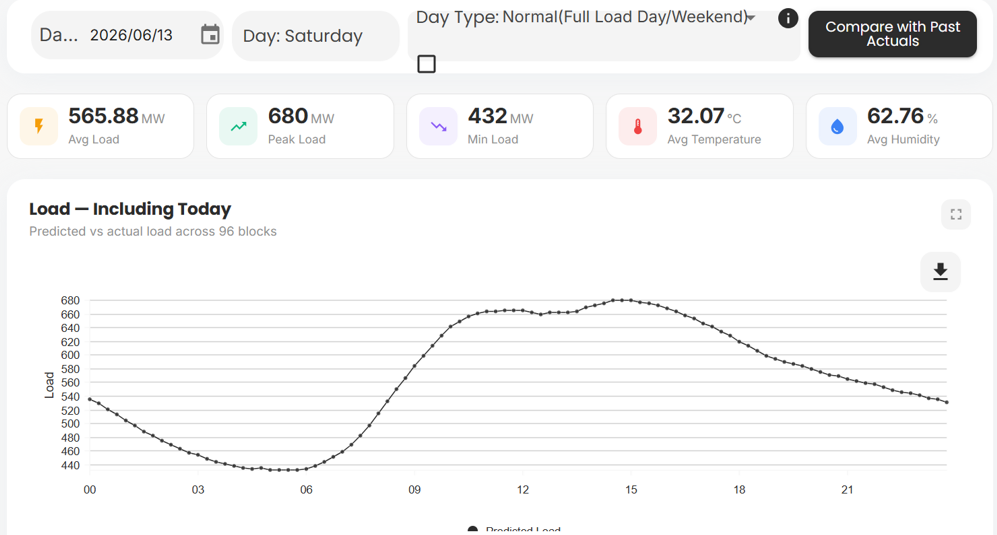 Day Type: Normal(Full Load Day/Weekend)
Da... 2026/06/13
Day: Saturday
Compare with Past
Actuals
565.88 MW
Avg Load
680 MW
Peak Load
432 MW
Min Load
32.07 °C
Avg Temperature
62.76 %
Avg Humidity
Load — Including Today
Predicted vs actual load across 96 blocks
680
660
640
620
600
580
560
540
520
500
480
460
440
Load
00 03 06 09 12 15 18 21
Predicted Load